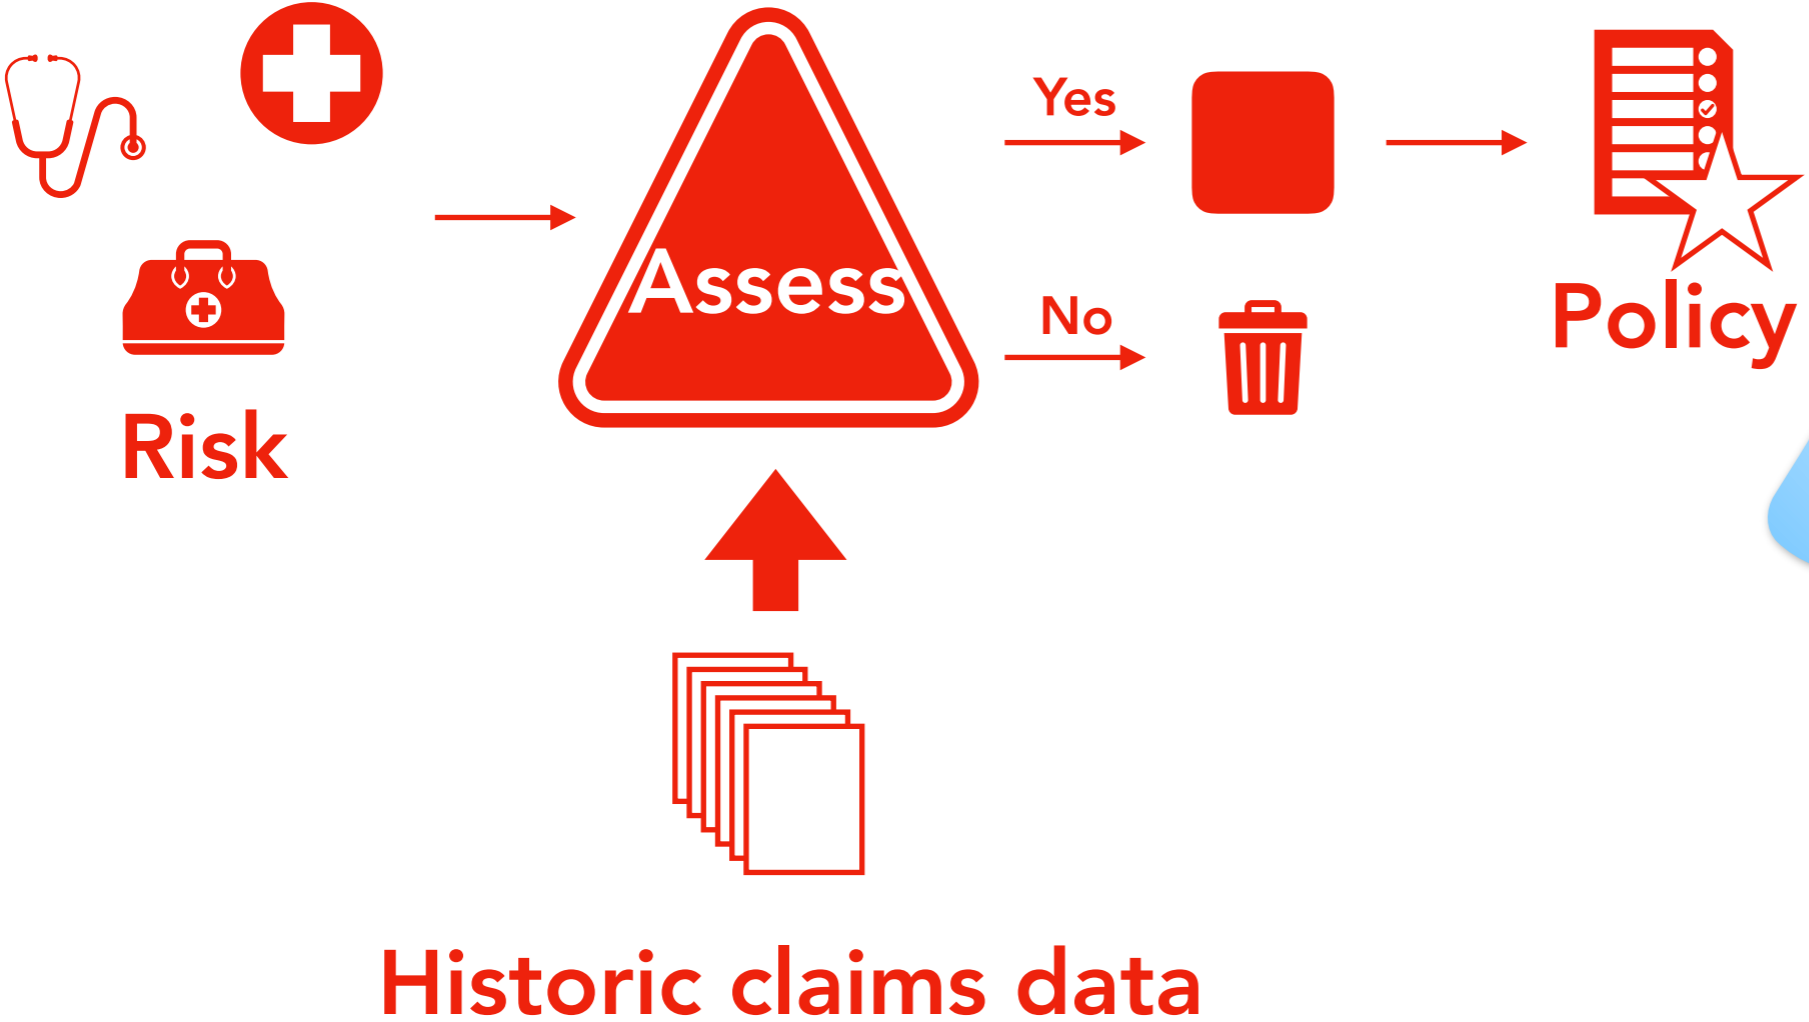 Yes
Assess
No
Policy
Risk
Historic claims data